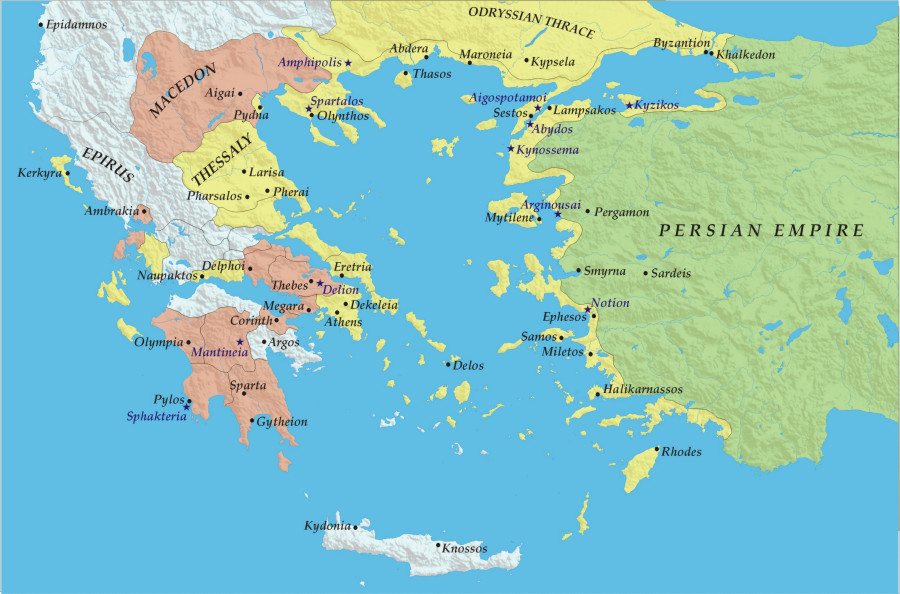 ODRYSSIAN THRACE
Epidamnos
Byzantion
Khalkedon
Abdera
Maroneia
Kypsela
Amphipolis
Thasos
MACEDON
Aigai
Spartalos
Olynthos
Pydna
Aigospotamoi
Sestos
Lampsakos
Kyzikos
Abydos
Kynossema
EPIRUS
THESSALY
Kerkyra
Larisa
Pharsalos
Pherai
Ambrakia
Arginousai
Mytilene
Pergamon
PERSIAN EMPIRE
Delphoi
Naupaktos
Eretria
Thebes
Delion
Smyrna
Sardeis
Megara
Dekeleia
Notion
Ephesos
Corinth
Athens
Olympia
Mantineia
Argos
Samos
Miletos
Delos
Sparta
Halikarnassos
Pylos
Sphakteria
Gytheion
Rhodes
Kydonia
Knossos